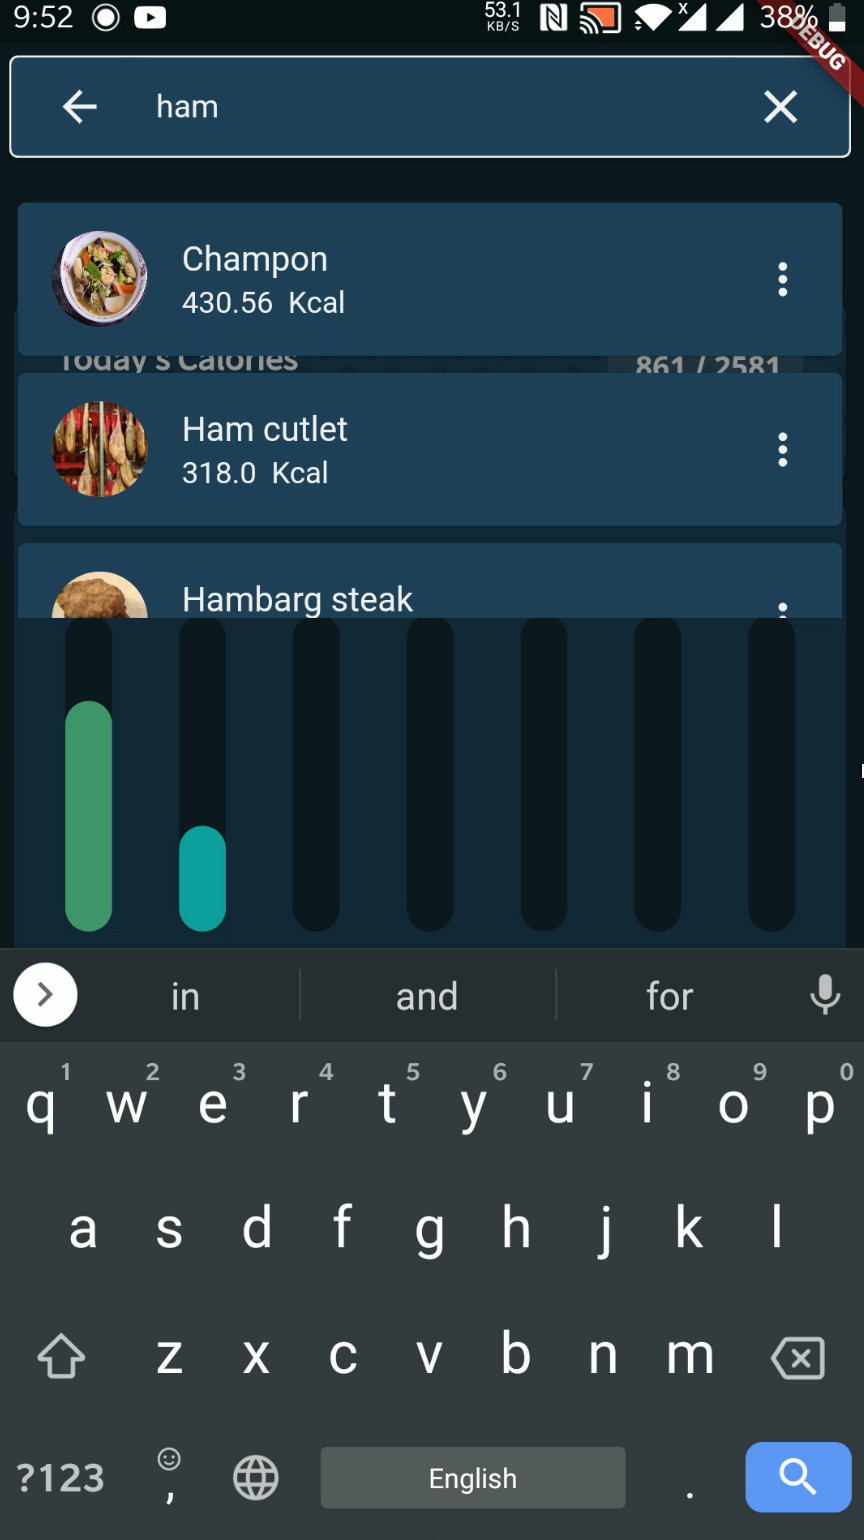 9:52 53.1 KB/S 38%
DEBUG
ham
Champon
430.56 Kcal
Today's Calories 861 / 2581
Ham cutlet
318.0 Kcal
Hambarg steak
in and for
1 2 3 4 5 6 7 8 9 0
q w e r t y u i o p
a s d f g h j k l
z x c v b n m
?123 , English .